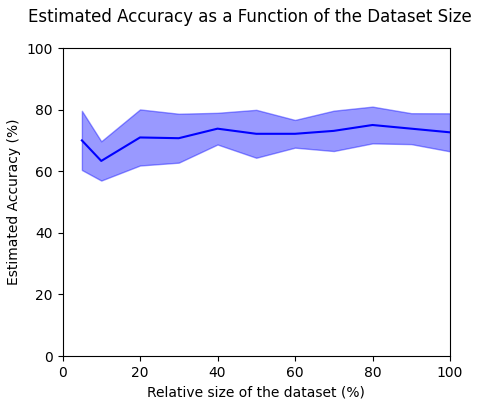 Estimated Accuracy as a Function of the Dataset Size
100
80
60
40
20
0
Estimated Accuracy (%)
0 20 40 60 80 100
Relative size of the dataset (%)